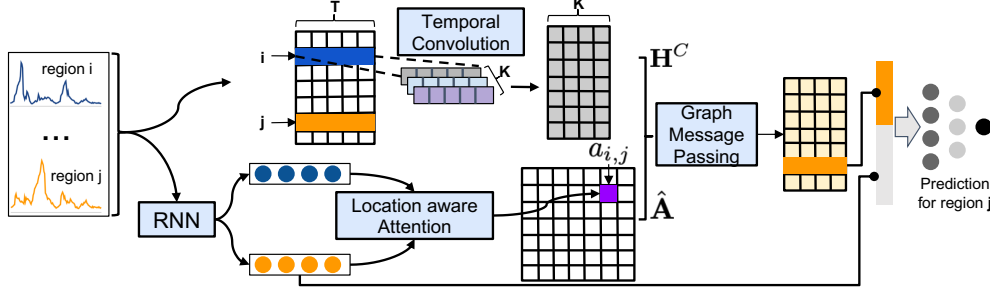 region i
...
region j
RNN
T
i
j
Temporal
Convolution
K
K
Location aware
Attention
a_{i,j}
H^C
Â
Graph
Message
Passing
Prediction
for region j